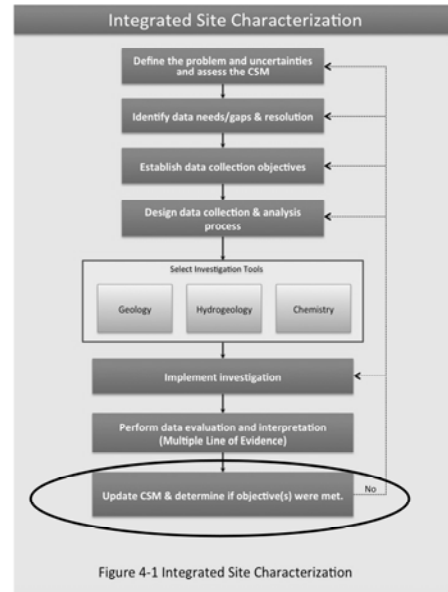 Integrated Site Characterization
Define the problem and uncertainties
and assess the CSM
Identify data needs/gaps & resolution
Establish data collection objectives
Design data collection & analysis
process
Select Investigation Tools
Geology
Hydrogeology
Chemistry
Implement investigation
Perform data evaluation and interpretation
(Multiple Line of Evidence)
Update CSM & determine if objective(s) were met.
No
Figure 4-1 Integrated Site Characterization